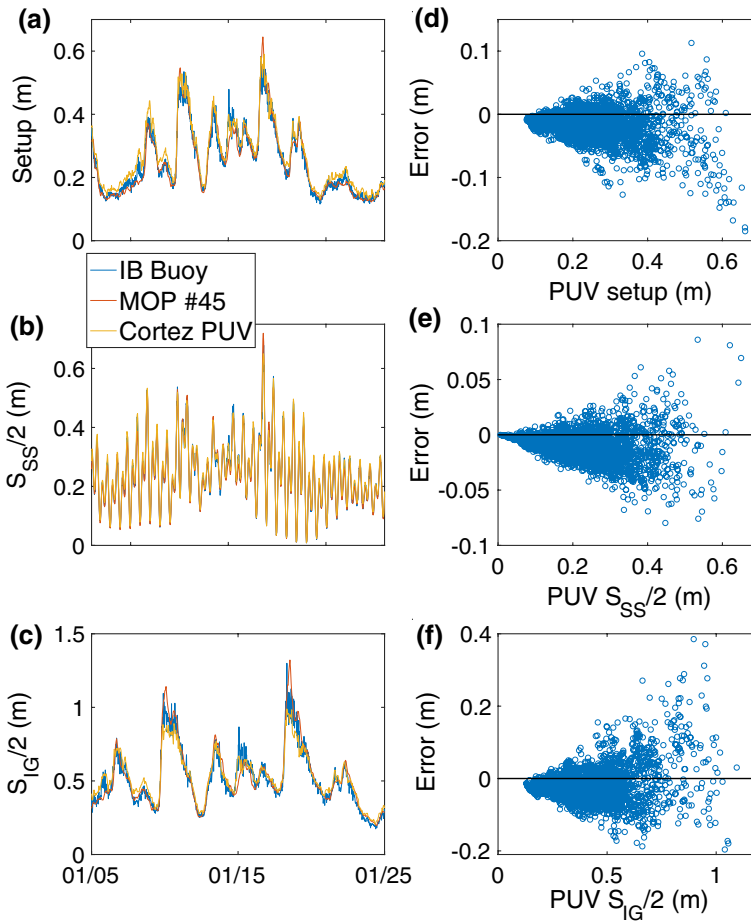 (a)
0.6
0.4
0.2
0
Setup (m)
IB Buoy
MOP #45
Cortez PUV
(b)
0.6
0.4
0.2
0
S_SS/2 (m)
(c)
1.5
1
0.5
0
S_IG/2 (m)
01/05
01/15
01/25
(d)
0.1
0
-0.1
-0.2
Error (m)
0
0.2
0.4
0.6
PUV setup (m)
(e)
0.1
0.05
0
-0.05
-0.1
Error (m)
0
0.2
0.4
0.6
PUV S_SS/2 (m)
(f)
0.4
0.2
0
-0.2
Error (m)
0
0.5
1
PUV S_IG/2 (m)